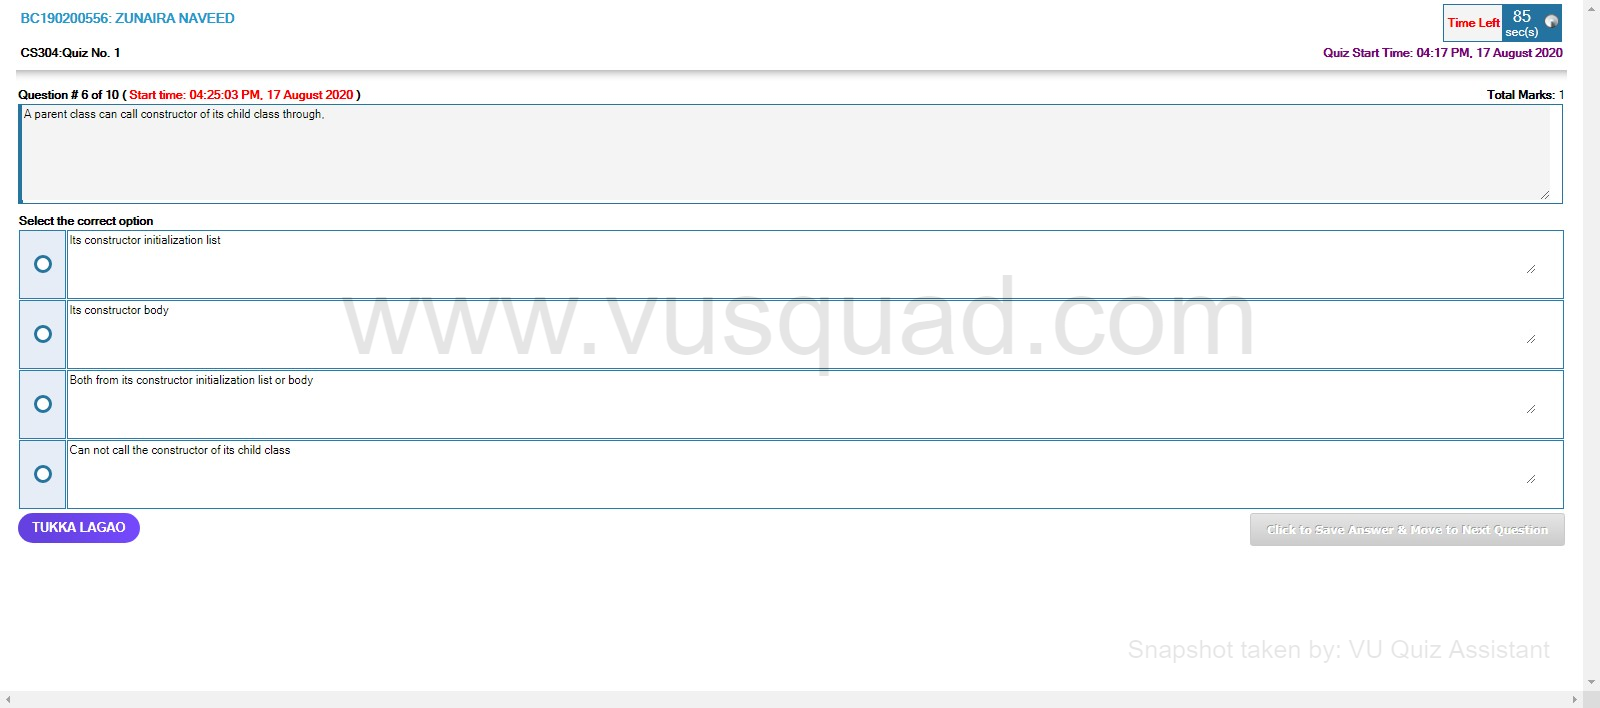 BC190200556: ZUNAIRA NAVEED
Time Left 85 sec(s)
CS304:Quiz No. 1
Quiz Start Time: 04:17 PM, 17 August 2020
Question # 6 of 10 ( Start time: 04:25:03 PM, 17 August 2020 )
Total Marks: 1
A parent class can call constructor of its child class through,
Select the correct option
Its constructor initialization list
Its constructor body
www.vusquad.com
Both from its constructor initialization list or body
Can not call the constructor of its child class
TUKKA LAGAO
Click to Save Answer & Move to Next Question
Snapshot taken by: VU Quiz Assistant